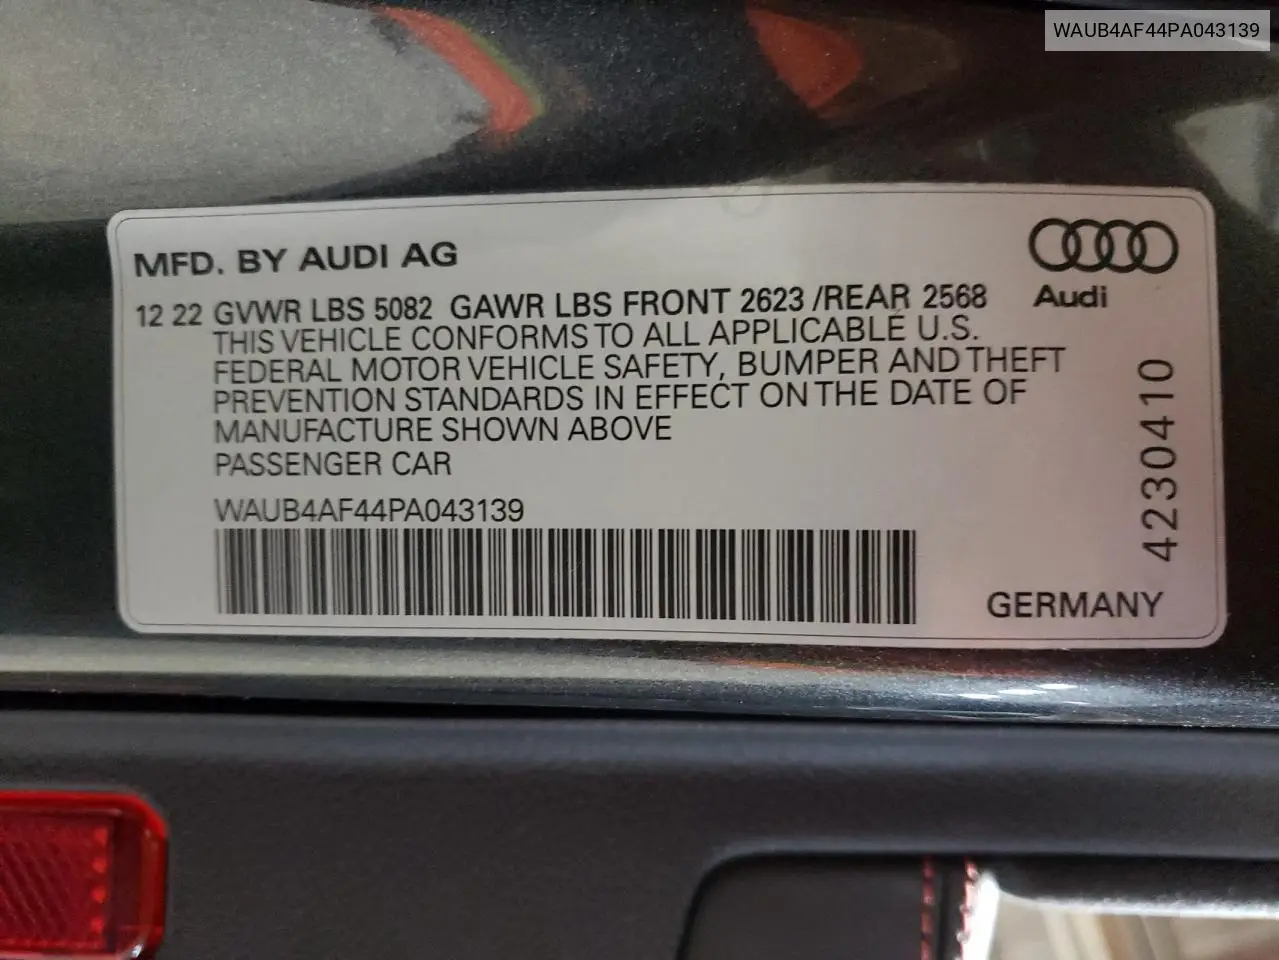 WAUB4AF44PA043139
MFD. BY AUDI AG
12 22 GVWR LBS 5082 GAWR LBS FRONT 2623 /REAR 2568
THIS VEHICLE CONFORMS TO ALL APPLICABLE U.S.
FEDERAL MOTOR VEHICLE SAFETY, BUMPER AND THEFT
PREVENTION STANDARDS IN EFFECT ON THE DATE OF
MANUFACTURE SHOWN ABOVE
PASSENGER CAR
WAUB4AF44PA043139
Audi
4230410
GERMANY